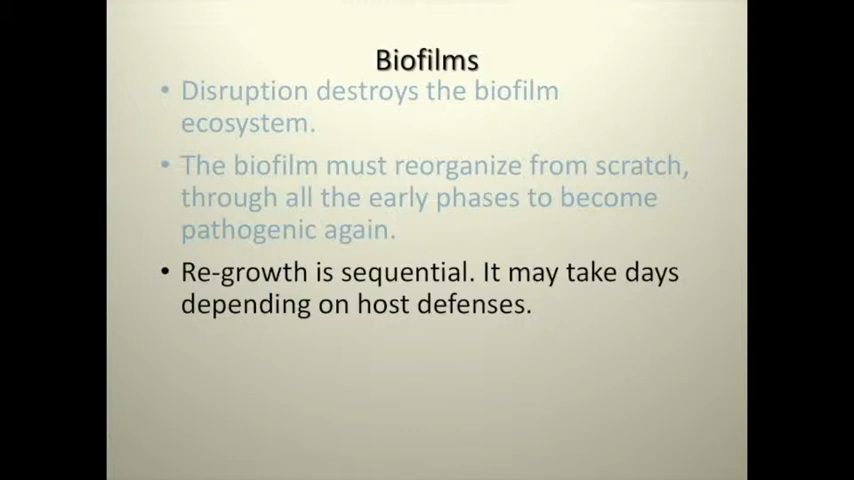 Biofilms
• Disruption destroys the biofilm
ecosystem.
• The biofilm must reorganize from scratch,
through all the early phases to become
pathogenic again.
• Re-growth is sequential. It may take days
depending on host defenses.